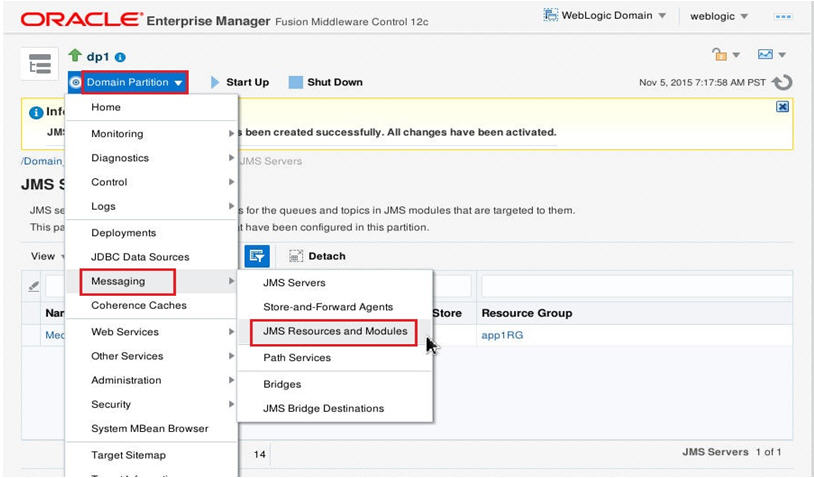 ORACLE® Enterprise Manager Fusion Middleware Control 12c
WebLogic Domain
weblogic
dp1
Domain Partition
Start Up
Shut Down
Nov 5, 2015 7:17:58 AM PST
Info
JM
s been created successfully. All changes have been activated.
/Domain_
JMS Servers
JMS S
JMS se
s for the queues and topics in JMS modules that are targeted to them.
This pa
t have been configured in this partition.
View
Detach
Nar
Store
Resource Group
Med
app1RG
14
JMS Servers 1 of 1
Home
Monitoring
Diagnostics
Control
Logs
Deployments
JDBC Data Sources
Messaging
Coherence Caches
Web Services
Other Services
Administration
Security
System MBean Browser
Target Sitemap
JMS Servers
Store-and-Forward Agents
JMS Resources and Modules
Path Services
Bridges
JMS Bridge Destinations